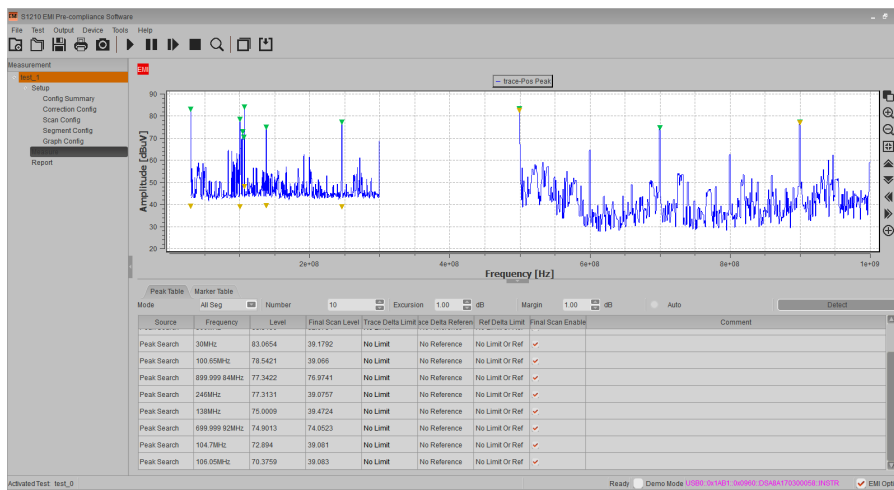 EMI S1210 EMI Pre-compliance Software
File Test Output Device Tools Help
Measurement
test_1
Setup
Config Summary
Correction Config
Scan Config
Segment Config
Graph Config
Report
EMI
trace-Pos Peak
Amplitude [dBuV]
90
80
70
60
50
40
30
20
2e+08 4e+08 6e+08 8e+08 1e+09
Frequency [Hz]
Peak Table Marker Table
Mode All Seg Number 10 Excursion 1.00 dB Margin 1.00 dB Auto Detect
Source Frequency Level Final Scan Level Trace Delta Limit ace Delta Referen Ref Delta Limit Final Scan Enable Comment
Peak Search 30MHz 83.0654 39.1792 No Limit No Reference No Limit Or Ref
Peak Search 100.65MHz 78.5421 39.066 No Limit No Reference No Limit Or Ref
Peak Search 899.999 84MHz 77.3422 76.9741 No Limit No Reference No Limit Or Ref
Peak Search 246MHz 77.3131 39.0757 No Limit No Reference No Limit Or Ref
Peak Search 138MHz 75.0009 39.4724 No Limit No Reference No Limit Or Ref
Peak Search 699.999 92MHz 74.9013 74.0523 No Limit No Reference No Limit Or Ref
Peak Search 104.7MHz 72.894 39.081 No Limit No Reference No Limit Or Ref
Peak Search 106.05MHz 70.3759 39.083 No Limit No Reference No Limit Or Ref
Activated Test: test_0 Ready Demo Mode USB0::0x1AB1::0x0960::DSA8A170300058::INSTR EMI Opti